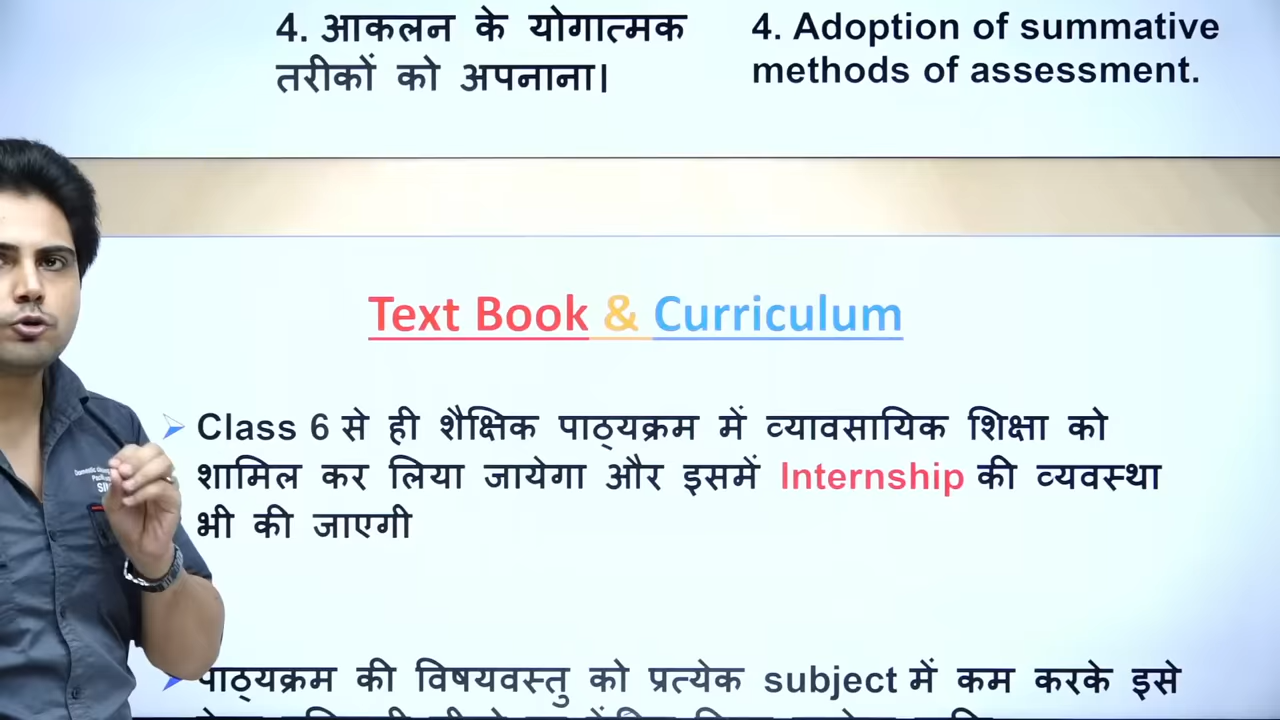 4. आकलन के योगात्मक
तरीकों को अपनाना।
4. Adoption of summative
methods of assessment.
Text Book & Curriculum
Class 6 से ही शैक्षिक पाठ्यक्रम में व्यावसायिक शिक्षा को
शामिल कर लिया जायेगा और इसमें Internship की व्यवस्था
भी की जाएगी
पाठ्यक्रम की विषयवस्तु को प्रत्येक subject में कम करके इसे